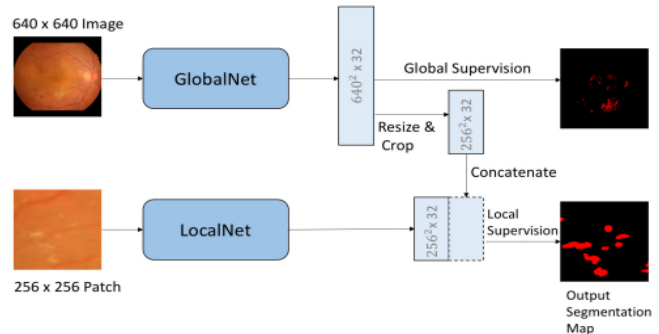 640 x 640 Image
GlobalNet
640² x 32
Global Supervision
Resize &
Crop
256² x 32
Concatenate
LocalNet
256² x 32
Local
Supervision
256 x 256 Patch
Output
Segmentation
Map